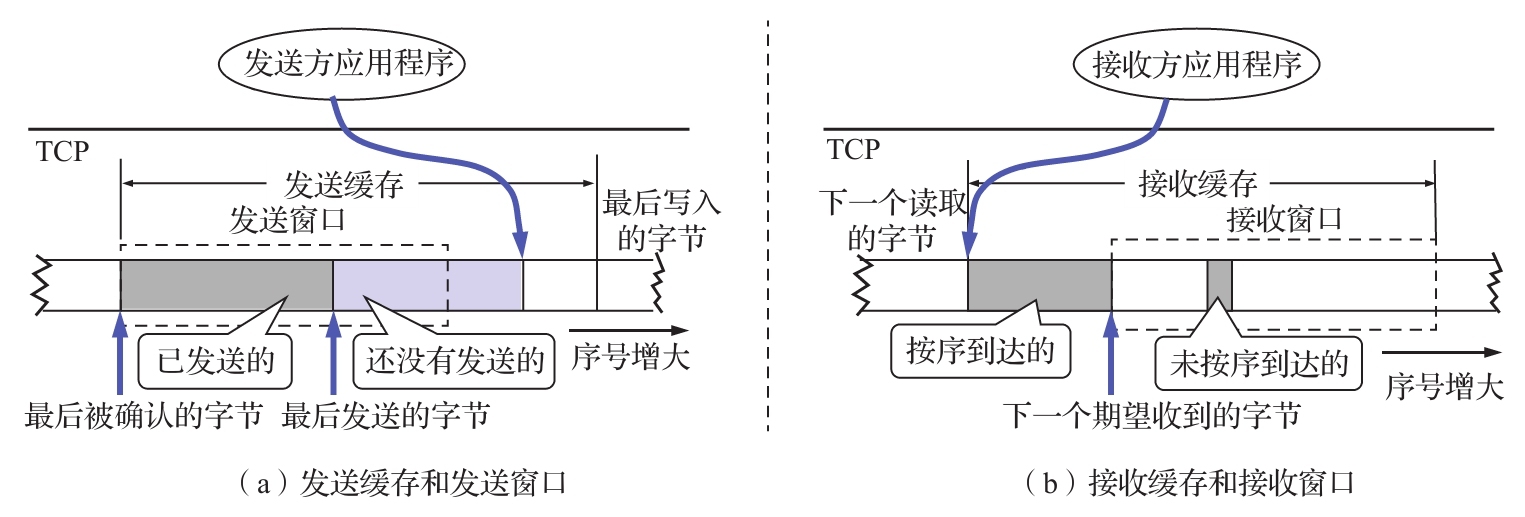 发送方应用程序
TCP
发送缓存
发送窗口
最后写入
的字节
已发送的
还没有发送的
序号增大
最后被确认的字节
最后发送的字节
（a）发送缓存和发送窗口
接收方应用程序
TCP
接收缓存
下一个读取
的字节
接收窗口
按序到达的
未按序到达的
序号增大
下一个期望收到的字节
（b）接收缓存和接收窗口